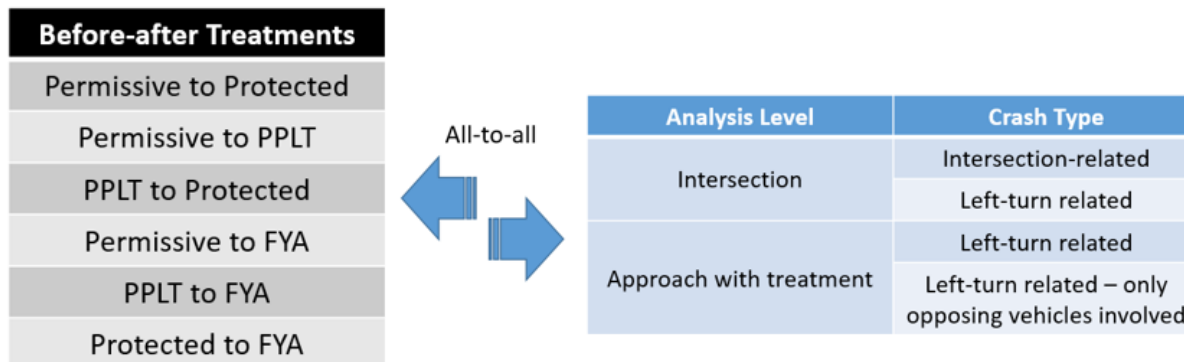 Before-after Treatments
Permissive to Protected
Permissive to PPLT
PPLT to Protected
Permissive to FYA
PPLT to FYA
Protected to FYA
All-to-all
Analysis Level
Crash Type
Intersection
Intersection-related
Left-turn related
Approach with treatment
Left-turn related
Left-turn related – only
opposing vehicles involved